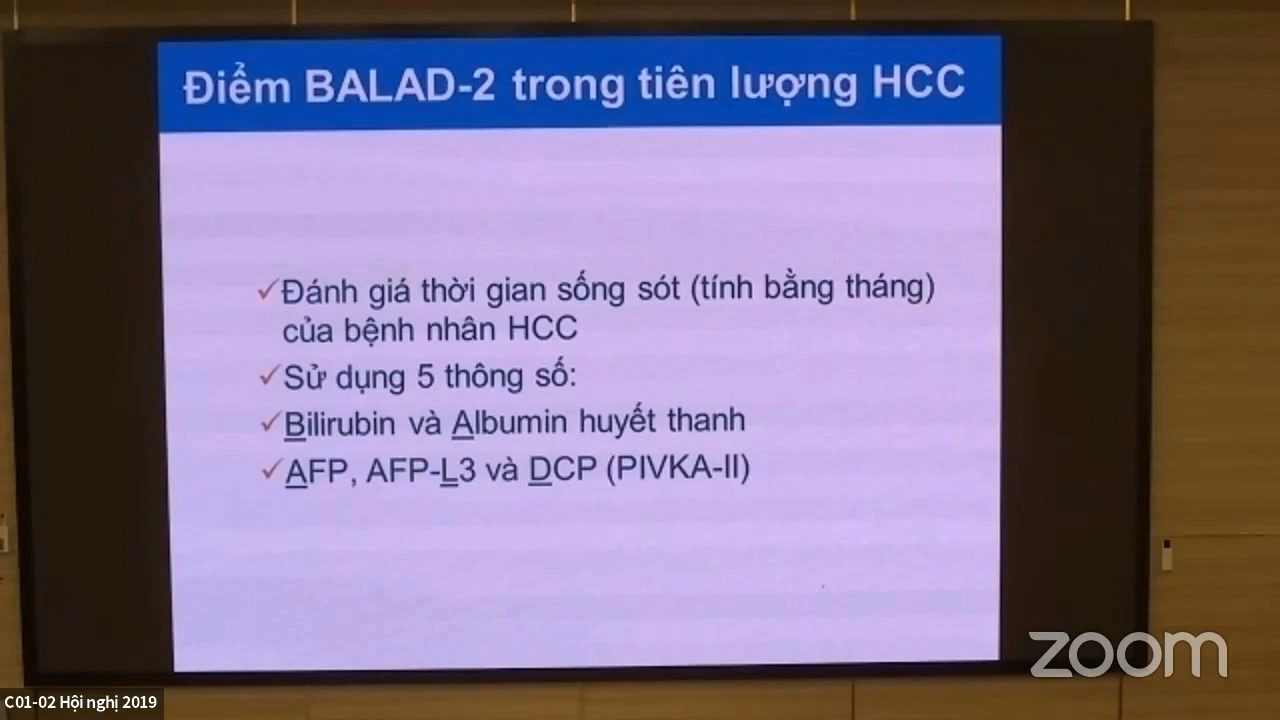 Điểm BALAD-2 trong tiên lượng HCC
✓Đánh giá thời gian sống sót (tính bằng tháng)
của bệnh nhân HCC
✓Sử dụng 5 thông số:
✓Bilirubin và Albumin huyết thanh
✓AFP, AFP-L3 và DCP (PIVKA-II)
zoom
C01-02 Hội nghị 2019